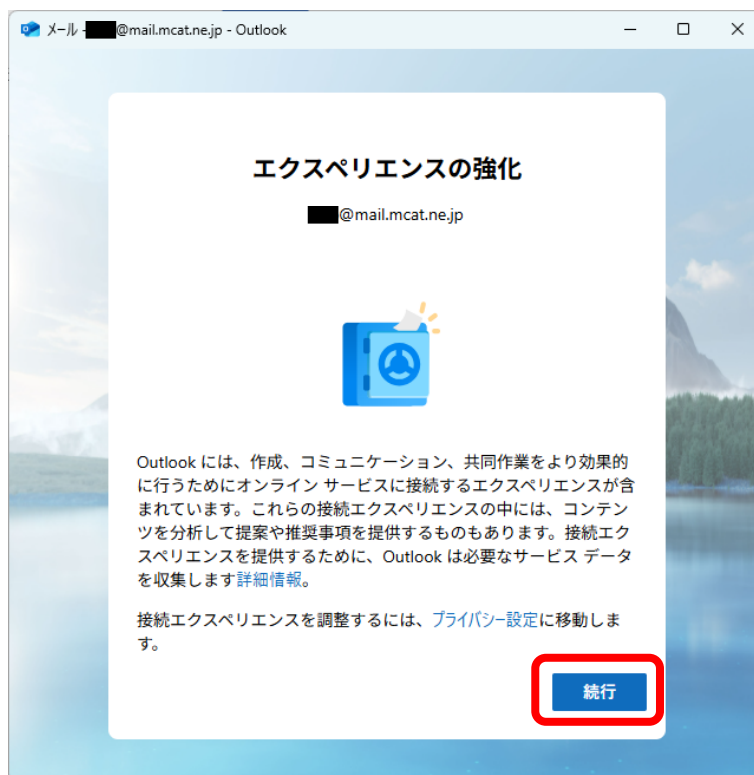 メール - @mail.mcat.ne.jp - Outlook
エクスペリエンスの強化
@mail.mcat.ne.jp
Outlook には、作成、コミュニケーション、共同作業をより効果的
に行うためにオンライン サービスに接続するエクスペリエンスが含
まれています。これらの接続エクスペリエンスの中には、コンテン
ツを分析して提案や推奨事項を提供するものもあります。接続エク
スペリエンスを提供するために、Outlook は必要なサービス データ
を収集します詳細情報。
接続エクスペリエンスを調整するには、プライバシー設定に移動しま
す。
続行